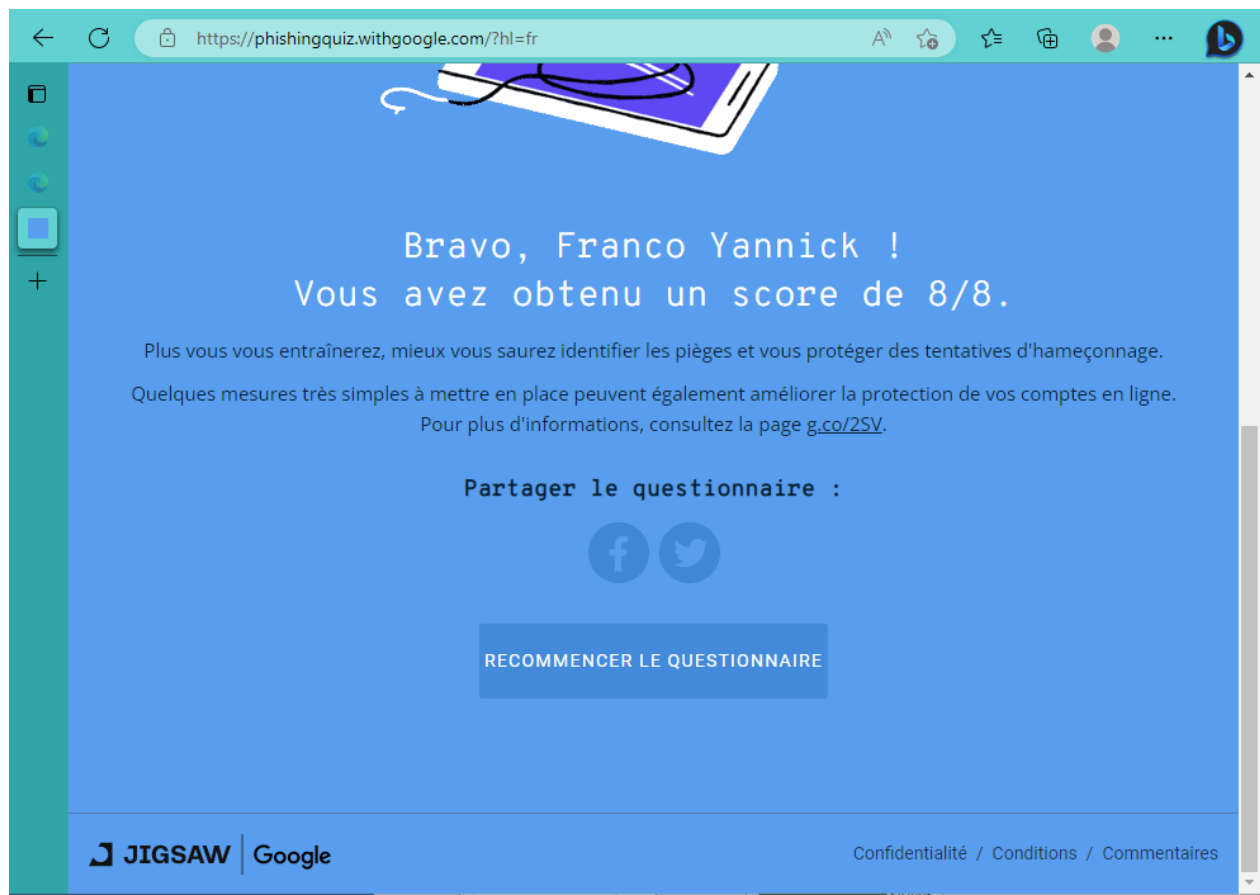 https://phishingquiz.withgoogle.com/?hl=fr
Bravo, Franco Yannick !
Vous avez obtenu un score de 8/8.
Plus vous vous entraînerez, mieux vous saurez identifier les pièges et vous protéger des tentatives d'hameçonnage.
Quelques mesures très simples à mettre en place peuvent également améliorer la protection de vos comptes en ligne.
Pour plus d'informations, consultez la page g.co/2SV.
Partager le questionnaire :
RECOMMENCER LE QUESTIONNAIRE
JIGSAW | Google
Confidentialité / Conditions / Commentaires